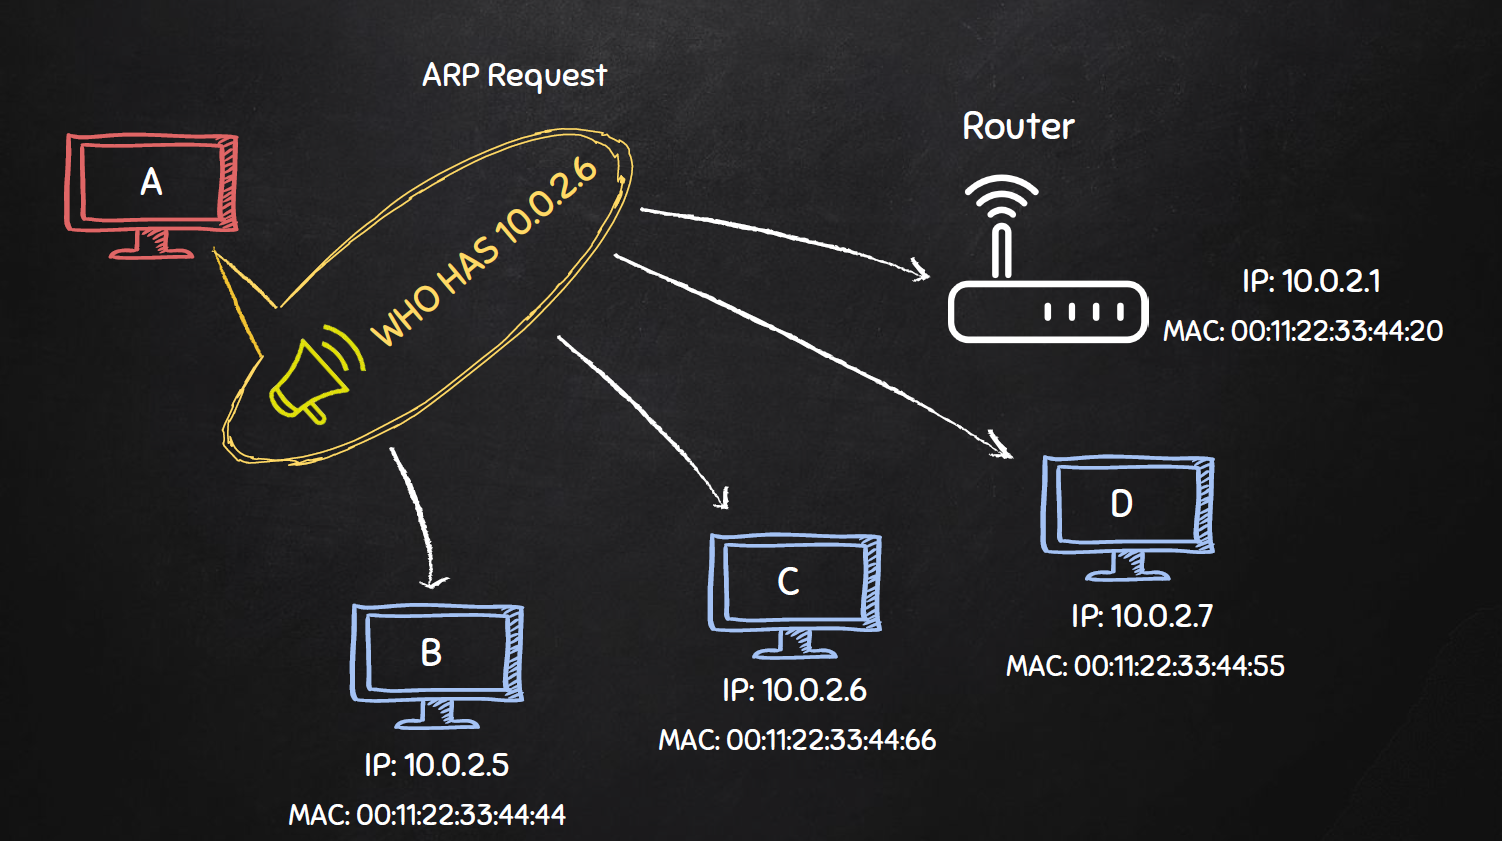 ARP Request
Router
A
WHO HAS 10.0.2.6
IP: 10.0.2.1
MAC: 00:11:22:33:44:20
D
IP: 10.0.2.7
MAC: 00:11:22:33:44:55
C
IP: 10.0.2.6
MAC: 00:11:22:33:44:66
B
IP: 10.0.2.5
MAC: 00:11:22:33:44:44